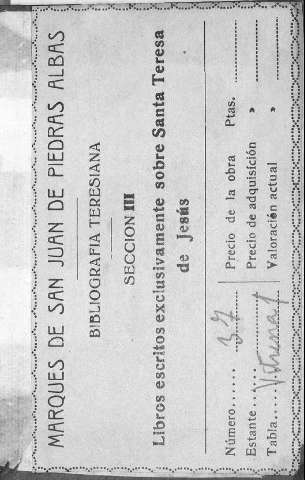 MARQUES DE SAN JUAN DE PIEDRAS ALBAS
BIBLIOGRAFIA TERESIANA
SECCION III
Libros escritos exclusivamente sobre Santa Teresa
de Jesús
Número...... 37 Precio de la obra Ptas. ..........
Estante... Vitrina 1 Precio de adquisición » ..........
Tabla..... Valoración actual » ..........